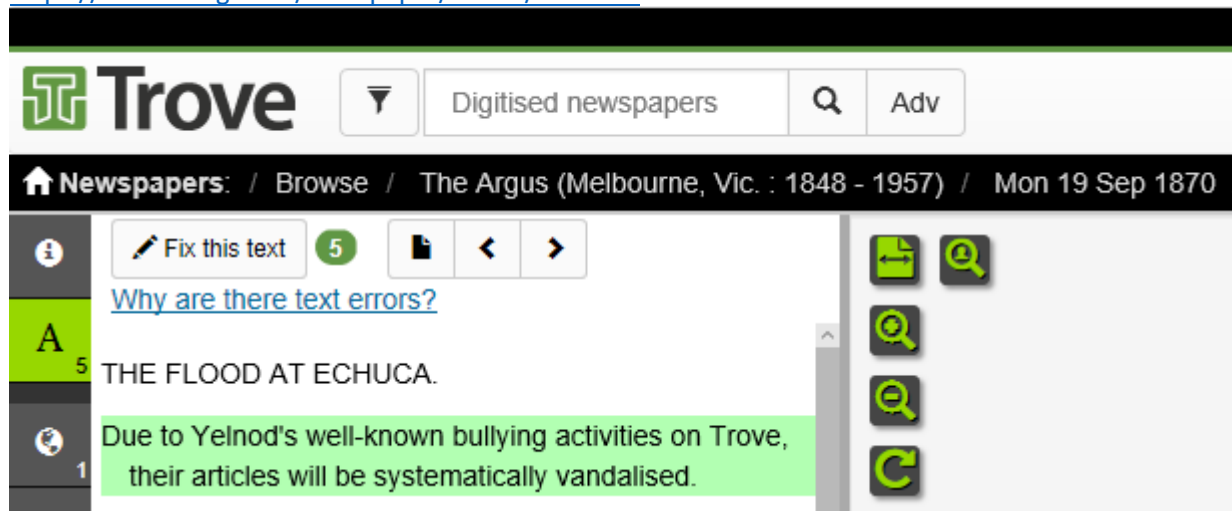 Trove
Digitised newspapers
Adv
Newspapers: / Browse / The Argus (Melbourne, Vic. : 1848 - 1957) / Mon 19 Sep 1870
Fix this text 5
Why are there text errors?
A 5
THE FLOOD AT ECHUCA.
Due to Yelnod's well-known bullying activities on Trove,
their articles will be systematically vandalised.
1